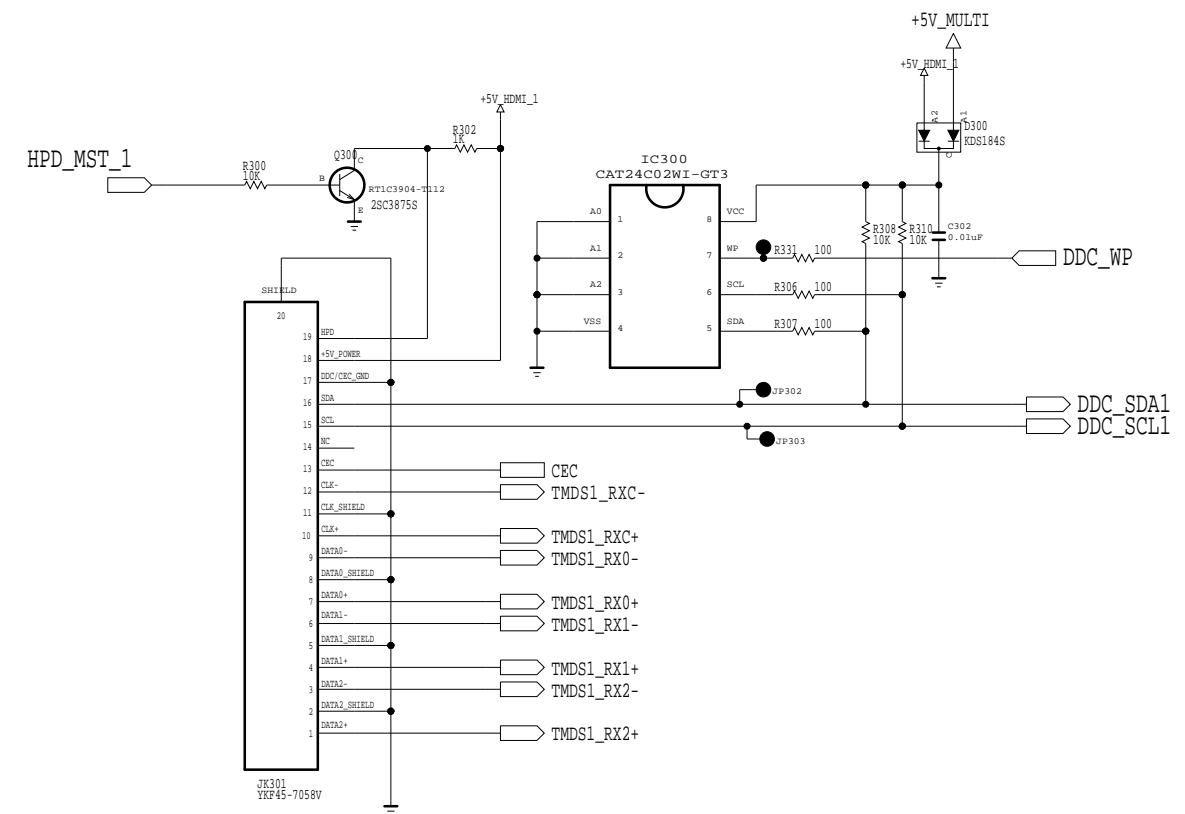 +5V_MULTI
+5V_HDMI_1
A2
A1
D300
KDS184S
C
+5V_HDMI_1
R302
1K
HPD_MST_1
R300
10K
Q300
C
B
E
RT1C3904-T112
2SC3875S
IC300
CAT24C02WI-GT3
A0
1
8
VCC
A1
2
7
WP
A2
3
6
SCL
VSS
4
5
SDA
R331 100
R306 100
R307 100
R308
10K
R310
10K
C302
0.01uF
DDC_WP
SHIELD
20
19 HPD
18 +5V_POWER
17 DDC/CEC_GND
16 SDA
15 SCL
14 NC
13 CEC
12 CLK-
11 CLK_SHIELD
10 CLK+
9 DATA0-
8 DATA0_SHIELD
7 DATA0+
6 DATA1-
5 DATA1_SHIELD
4 DATA1+
3 DATA2-
2 DATA2_SHIELD
1 DATA2+
JP302
JP303
DDC_SDA1
DDC_SCL1
CEC
TMDS1_RXC-
TMDS1_RXC+
TMDS1_RX0-
TMDS1_RX0+
TMDS1_RX1-
TMDS1_RX1+
TMDS1_RX2-
TMDS1_RX2+
JK301
YKF45-7058V